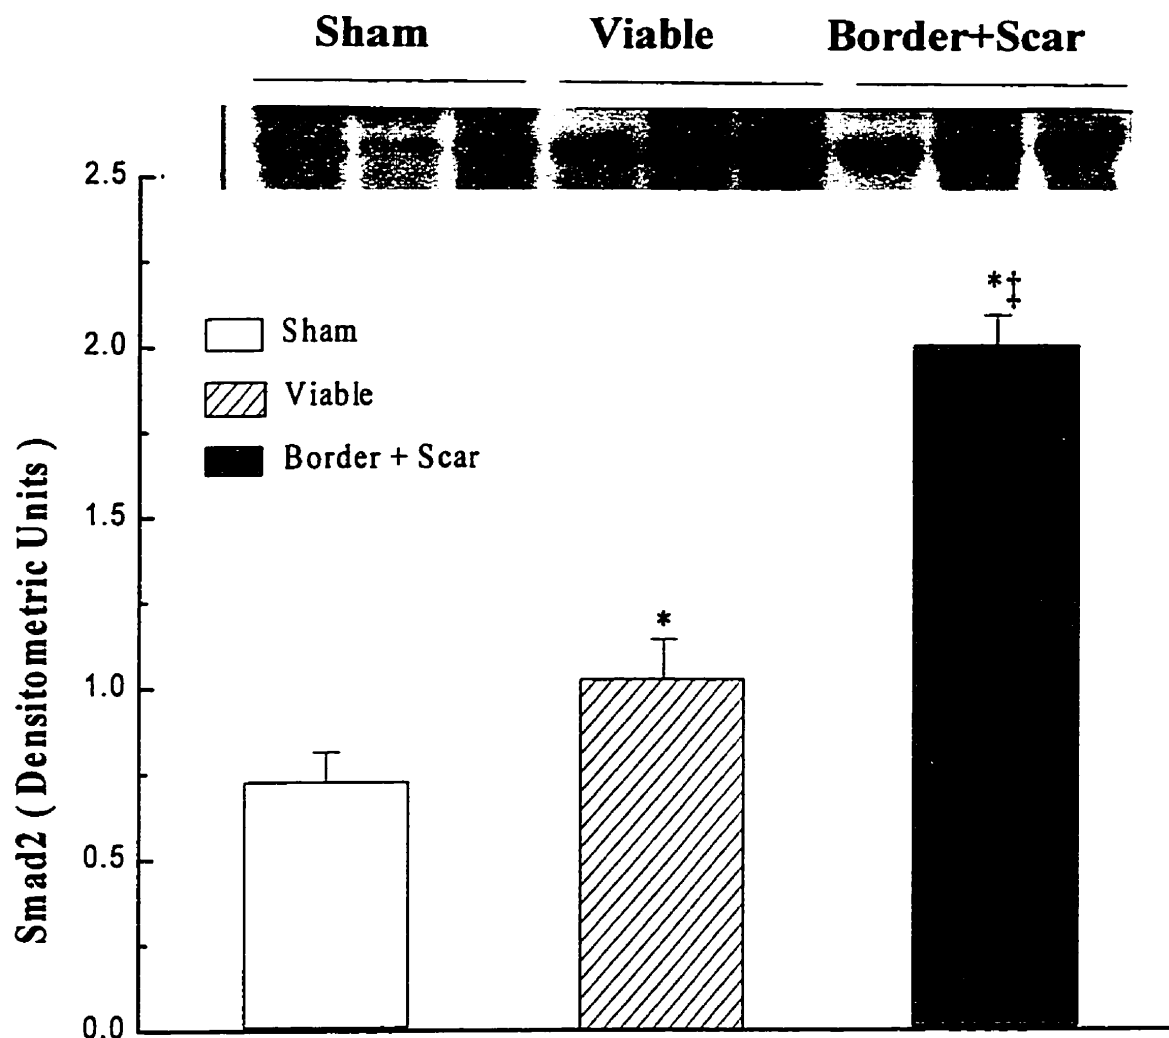 Sham Viable Border+Scar
2.5
*‡
Sham
2.0
Viable
Border + Scar
1.5
*
1.0
0.5
0.0
Smad2 ( Densitometric Units )